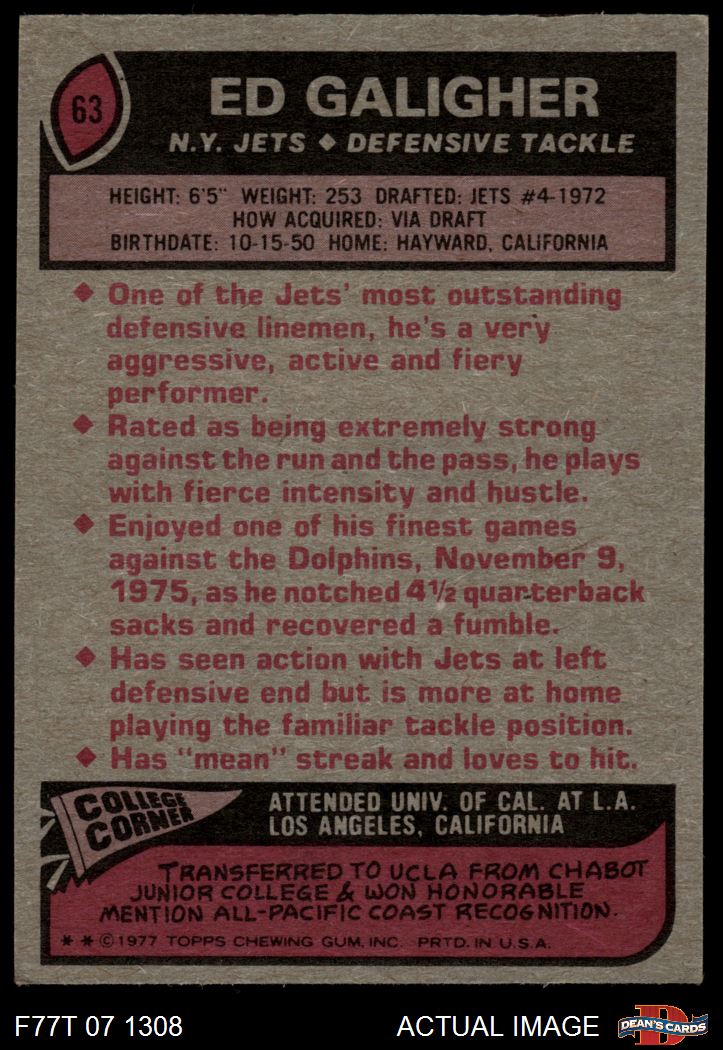 63
ED GALIGHER
N.Y. JETS ◆ DEFENSIVE TACKLE
HEIGHT: 6'5" WEIGHT: 253 DRAFTED: JETS #4-1972
HOW ACQUIRED: VIA DRAFT
BIRTHDATE: 10-15-50 HOME: HAYWARD, CALIFORNIA
◆ One of the Jets' most outstanding
defensive linemen, he's a very
aggressive, active and fiery
performer.
◆ Rated as being extremely strong
against the run and the pass, he plays
with fierce intensity and hustle.
◆ Enjoyed one of his finest games
against the Dolphins, November 9,
1975, as he notched 4½ quarterback
sacks and recovered a fumble.
◆ Has seen action with Jets at left
defensive end but is more at home
playing the familiar tackle position.
◆ Has "mean" streak and loves to hit.
COLLEGE
CORNER
ATTENDED UNIV. OF CAL. AT L.A.
LOS ANGELES, CALIFORNIA
TRANSFERRED TO UCLA FROM CHABOT
JUNIOR COLLEGE & WON HONORABLE
MENTION ALL-PACIFIC COAST RECOGNITION.
* * © 1977 TOPPS CHEWING GUM, INC. PRTD. IN U.S.A.
F77T 07 1308
ACTUAL IMAGE
D
DEAN'S CARDS